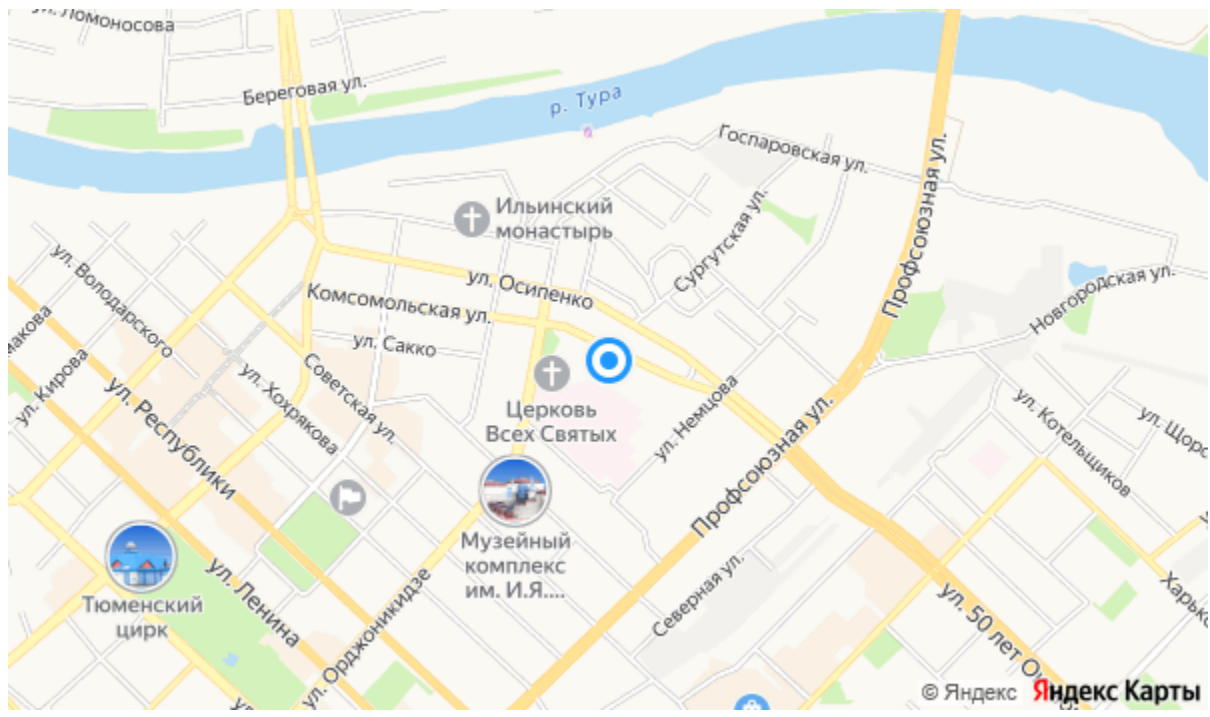 ул. Ломоносова
Береговая ул.
р. Тура
Госпаровская ул.
Профсоюзная ул.
Ильинский
монастырь
Сургутская ул.
ул. Осипенко
ул. Володарского
Комсомольская ул.
Новгородская ул.
макова
ул. Кирова
ул. Сакко
Советская ул.
ул. Хохрякова
ул. Республики
Церковь
Всех Святых
ул. Немцова
Профсоюзная ул.
ул. Котельщиков
ул. Щорс
Музейный
комплекс
им. И.Я....
Тюменский
цирк
ул. Ленина
ул. Орджоникидзе
Северная ул.
ул. 50 лет Ок
Харько
© Яндекс Яндекс Карты